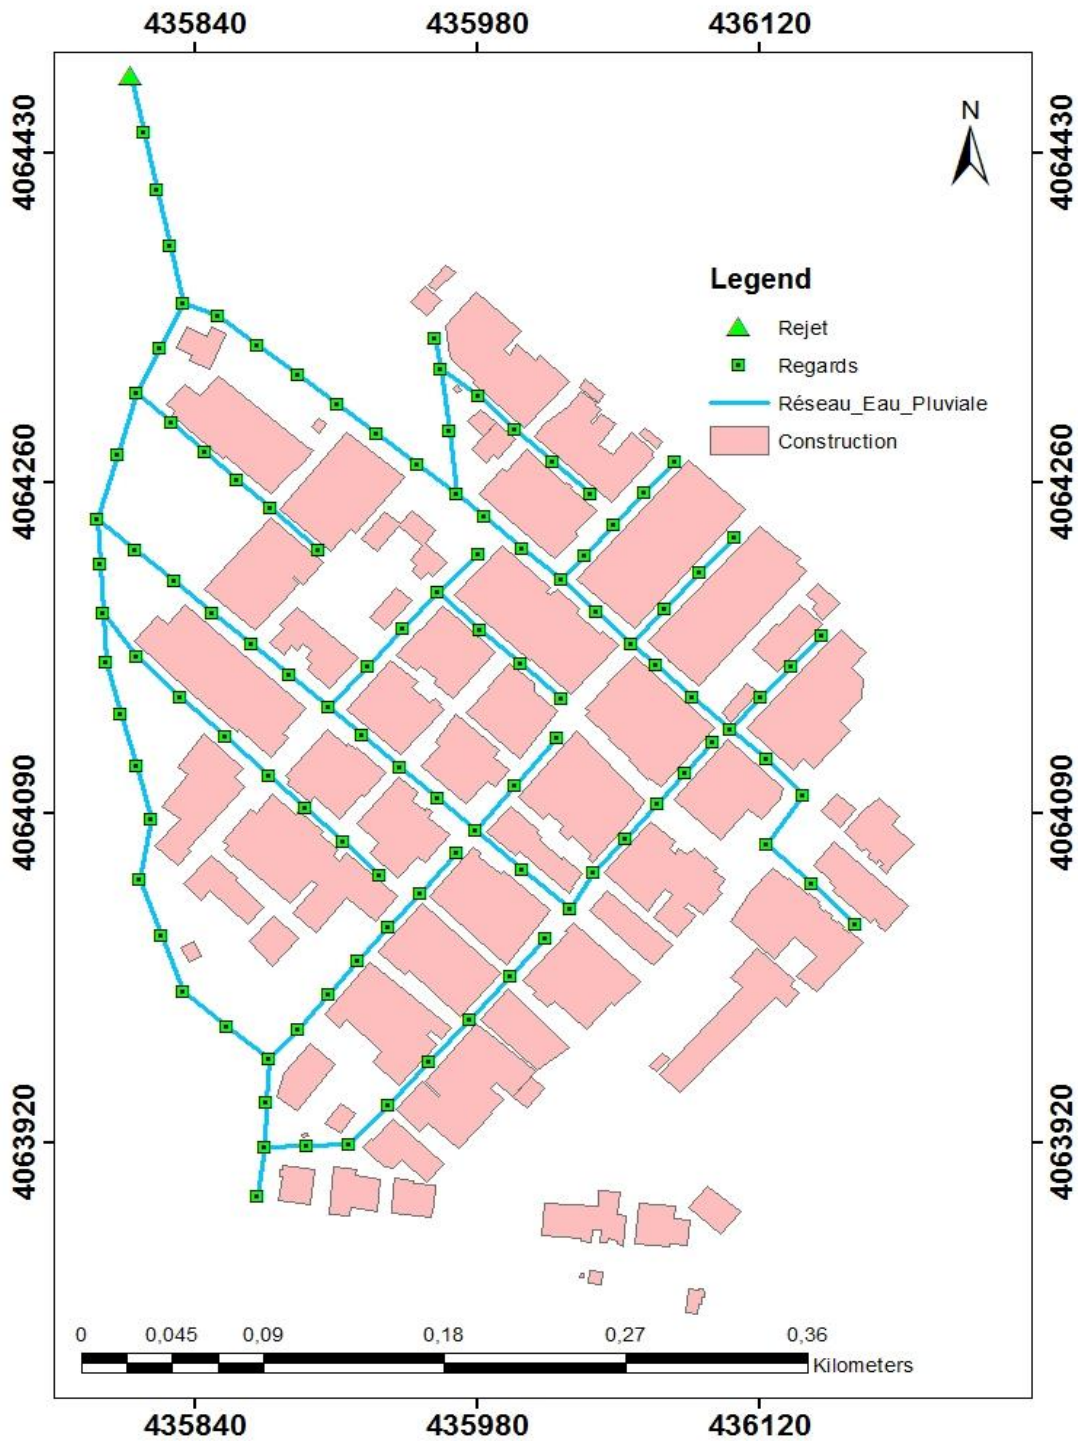 435840 435980 436120
4064430 4064430
N
Legend
Rejet
Regards
Réseau_Eau_Pluviale
Construction
4064260 4064260
4064090 4064090
4063920 4063920
0 0,045 0,09 0,18 0,27 0,36
Kilometers
435840 435980 436120